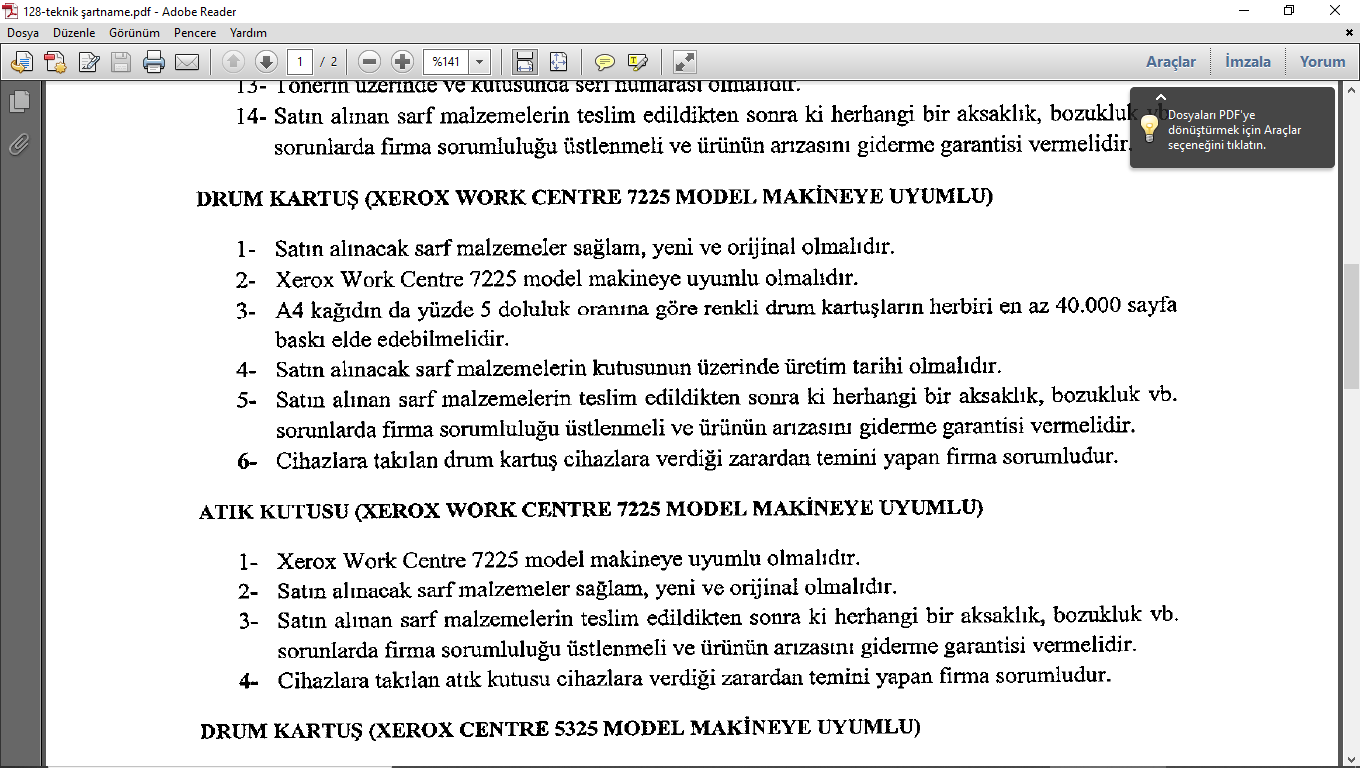 128-teknik şartname.pdf - Adobe Reader
Dosya Düzenle Görünüm Pencere Yardım
1 / 2 %141 Araçlar İmzala Yorum
13- Tonerin üzerinde ve kutusunda seri numarası olmalıdır.
14- Satın alınan sarf malzemelerin teslim edildikten sonra ki herhangi bir aksaklık, bozukluk vb.
sorunlarda firma sorumluluğu üstlenmeli ve ürünün arızasını giderme garantisi vermelidir.
Dosyaları PDF'ye
dönüştürmek için Araçlar
seçeneğini tıklatın.
DRUM KARTUŞ (XEROX WORK CENTRE 7225 MODEL MAKİNEYE UYUMLU)
1- Satın alınacak sarf malzemeler sağlam, yeni ve orijinal olmalıdır.
2- Xerox Work Centre 7225 model makineye uyumlu olmalıdır.
3- A4 kağıdın da yüzde 5 doluluk oranına göre renkli drum kartuşların herbiri en az 40.000 sayfa
baskı elde edebilmelidir.
4- Satın alınacak sarf malzemelerin kutusunun üzerinde üretim tarihi olmalıdır.
5- Satın alınan sarf malzemelerin teslim edildikten sonra ki herhangi bir aksaklık, bozukluk vb.
sorunlarda firma sorumluluğu üstlenmeli ve ürünün arızasını giderme garantisi vermelidir.
6- Cihazlara takılan drum kartuş cihazlara verdiği zarardan temini yapan firma sorumludur.
ATIK KUTUSU (XEROX WORK CENTRE 7225 MODEL MAKİNEYE UYUMLU)
1- Xerox Work Centre 7225 model makineye uyumlu olmalıdır.
2- Satın alınacak sarf malzemeler sağlam, yeni ve orijinal olmalıdır.
3- Satın alınan sarf malzemelerin teslim edildikten sonra ki herhangi bir aksaklık, bozukluk vb.
sorunlarda firma sorumluluğu üstlenmeli ve ürünün arızasını giderme garantisi vermelidir.
4- Cihazlara takılan atık kutusu cihazlara verdiği zarardan temini yapan firma sorumludur.
DRUM KARTUŞ (XEROX CENTRE 5325 MODEL MAKİNEYE UYUMLU)